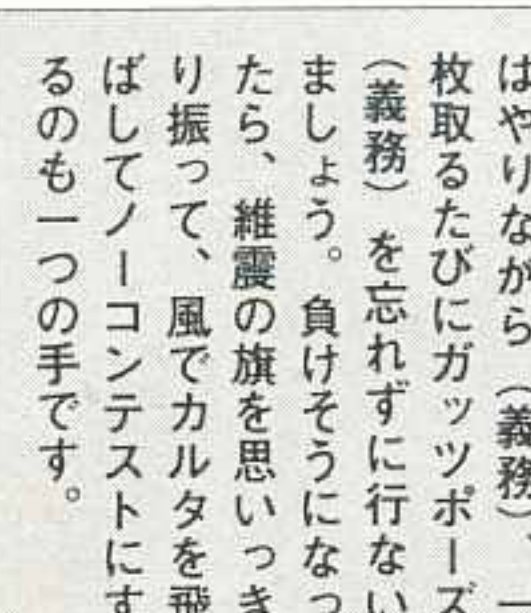 はやりながら（義務）、一
枚取るたびにガッツポーズ
（義務）を忘れずに行ない
ましょう。負けそうになっ
たら、維震の旗を思いっき
り振って、風でカルタを飛
ばしてノーコンテストにす
るのも一つの手です。